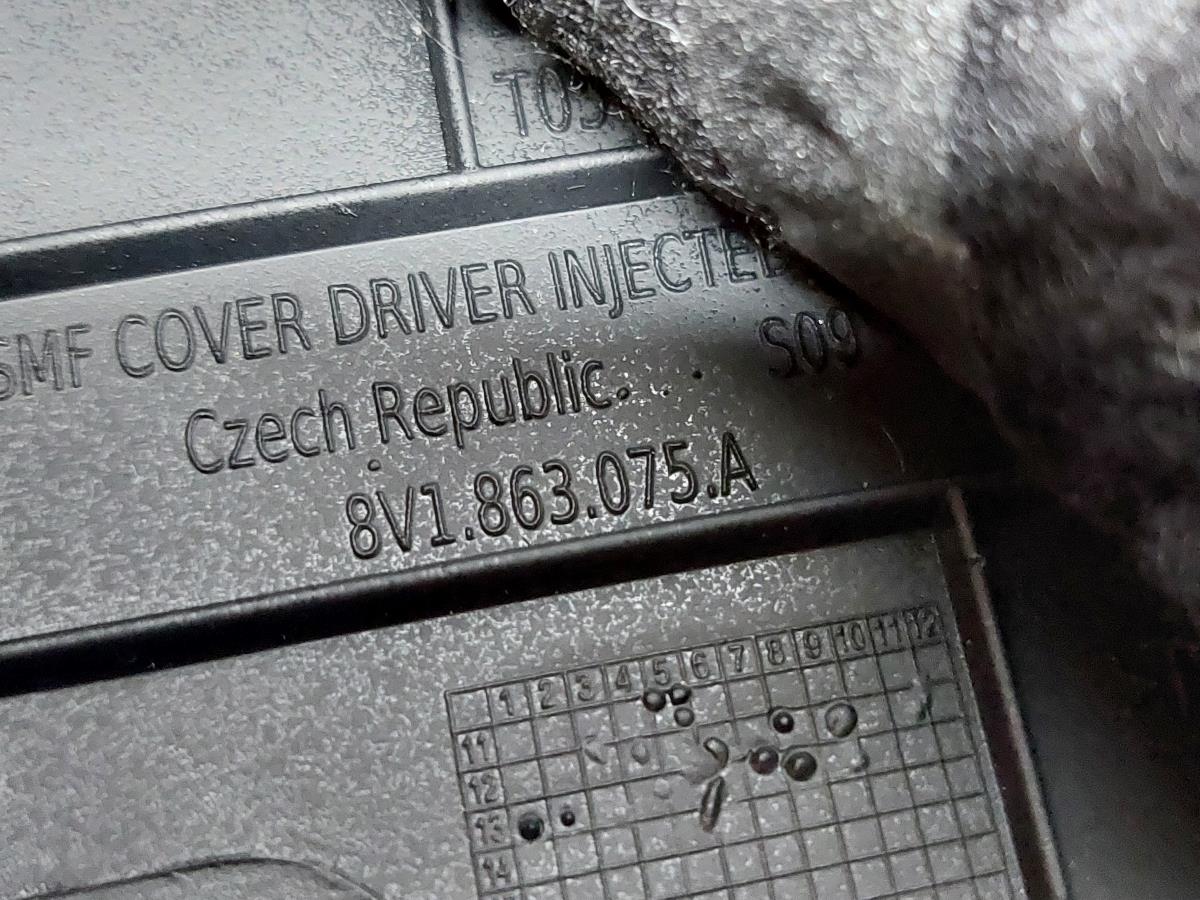 SMF COVER DRIVER INJECTED
Czech Republic. S09
8V1.863.075.A
1 2 3 4 5 6 7 8 9 10 11 12
11
12
13
14